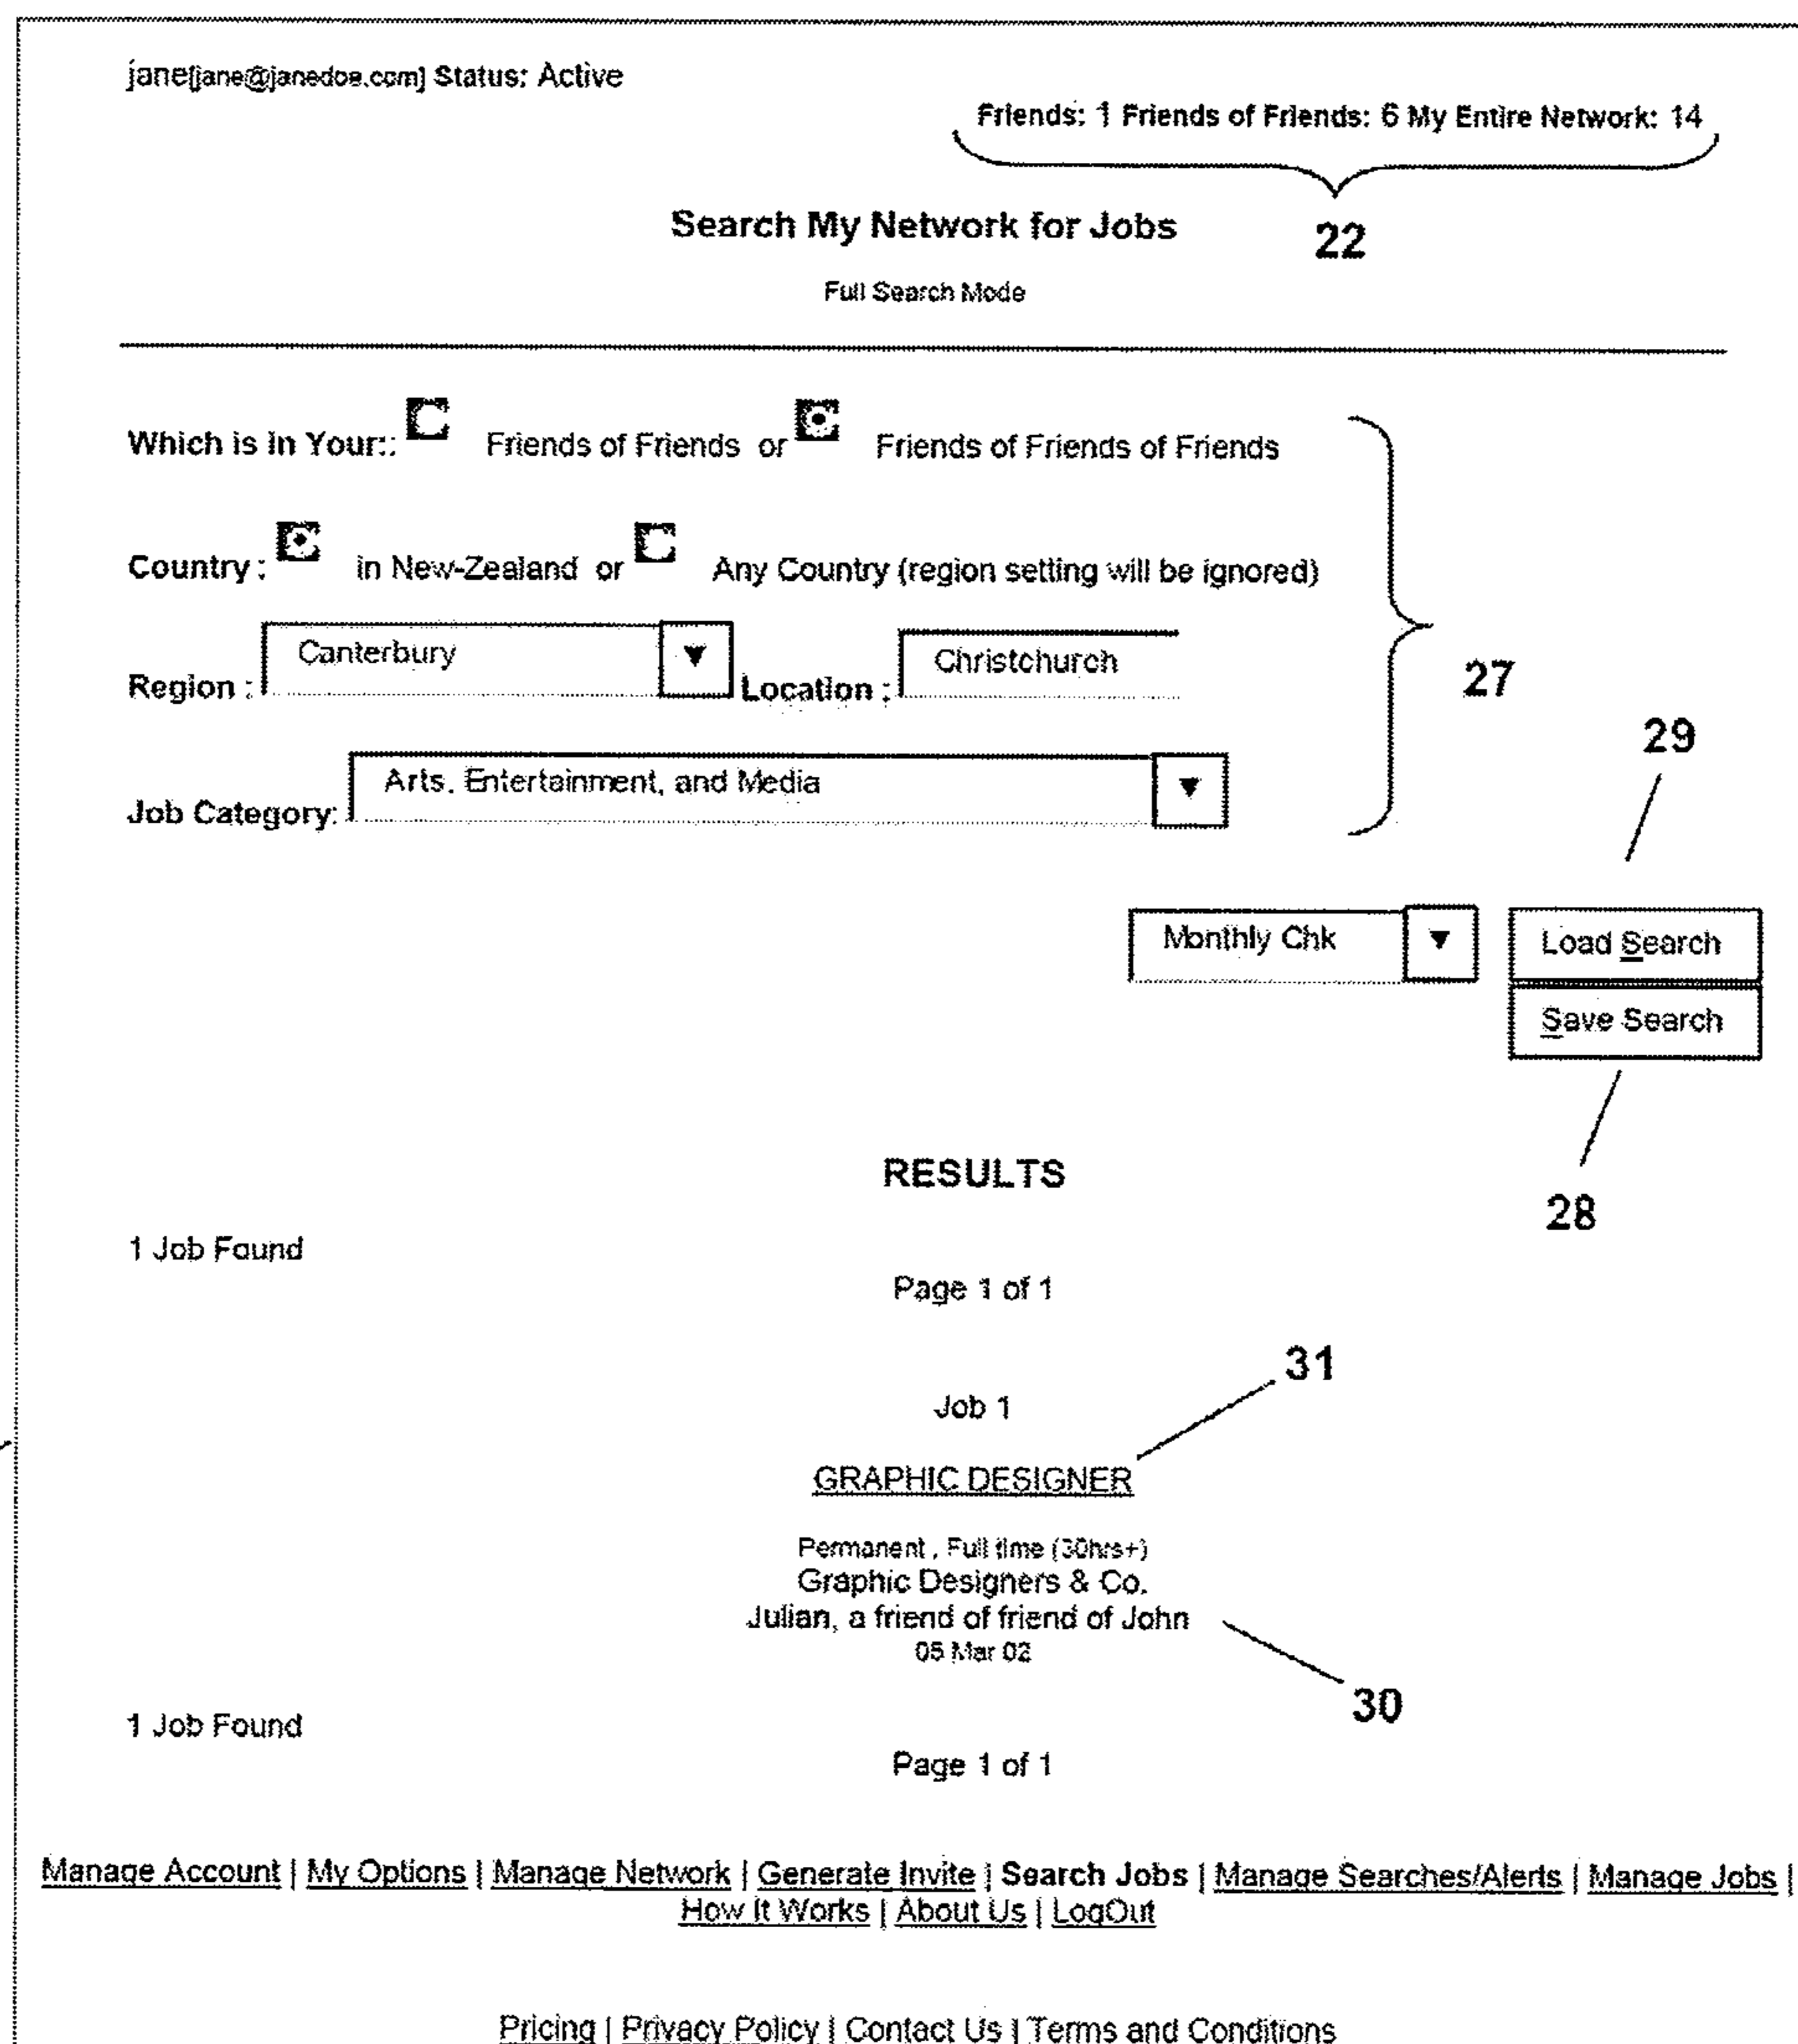 jane[jane@janedoe.com] Status: Active
Friends: 1 Friends of Friends: 6 My Entire Network: 14
22
Search My Network for Jobs
Full Search Mode
Which is In Your:: Friends of Friends or Friends of Friends of Friends
Country : in New-Zealand or Any Country (region setting will be ignored)
Region : Canterbury ▼ Location : Christchurch
27
29
Job Category: Arts, Entertainment, and Media ▼
Monthly Chk ▼ Load Search
Save Search
28
RESULTS
1 Job Found
Page 1 of 1
31
Job 1
GRAPHIC DESIGNER
Permanent , Full time (30hrs+)
Graphic Designers & Co.
Julian, a friend of friend of John
05 Mar 02
30
1 Job Found
Page 1 of 1
Manage Account | My Options | Manage Network | Generate Invite | Search Jobs | Manage Searches/Alerts | Manage Jobs |
How It Works | About Us | LogOut
Pricing | Privacy Policy | Contact Us | Terms and Conditions